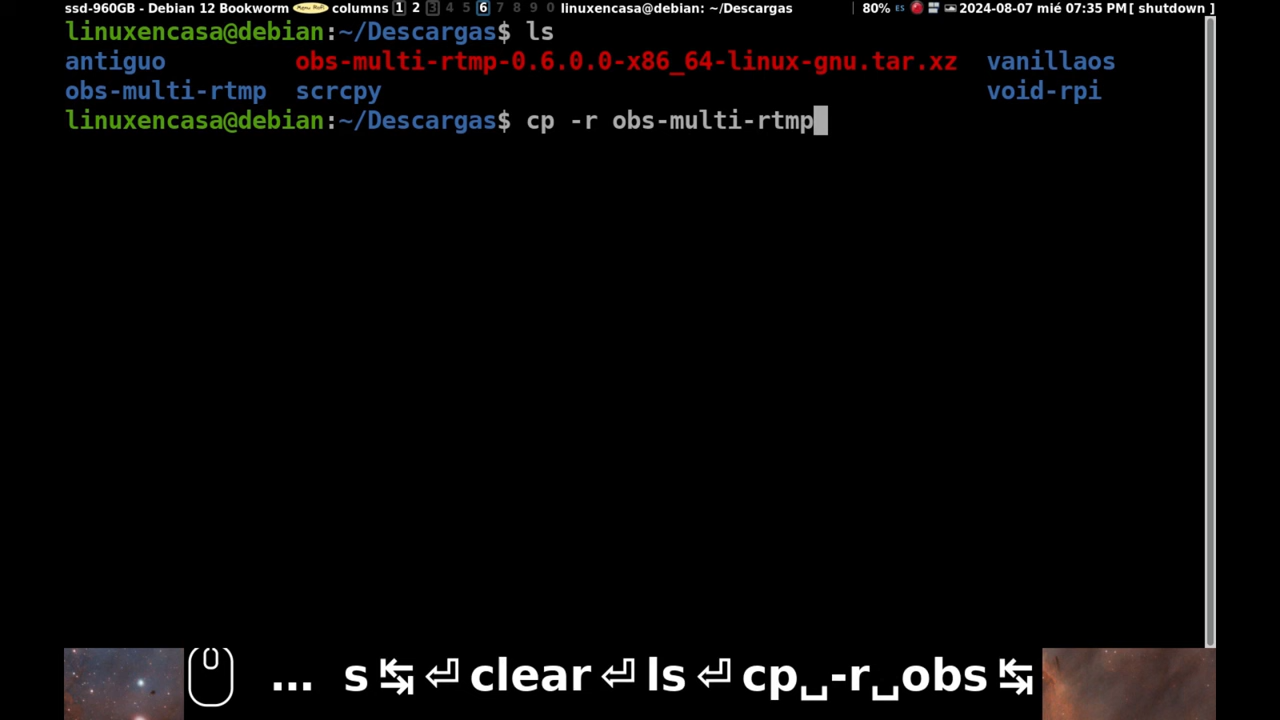 ssd-960GB - Debian 12 Bookworm columns 1 2 3 4 5 6 7 8 9 0 linuxencasa@debian: ~/Descargas 80% ES 2024-08-07 mié 07:35 PM[ shutdown ]
linuxencasa@debian:~/Descargas$ ls
antiguo obs-multi-rtmp-0.6.0.0-x86_64-linux-gnu.tar.xz vanillaos
obs-multi-rtmp scrcpy void-rpi
linuxencasa@debian:~/Descargas$ cp -r obs-multi-rtmp
... s↹⏎clear⏎ls⏎cp␣-r␣obs↹